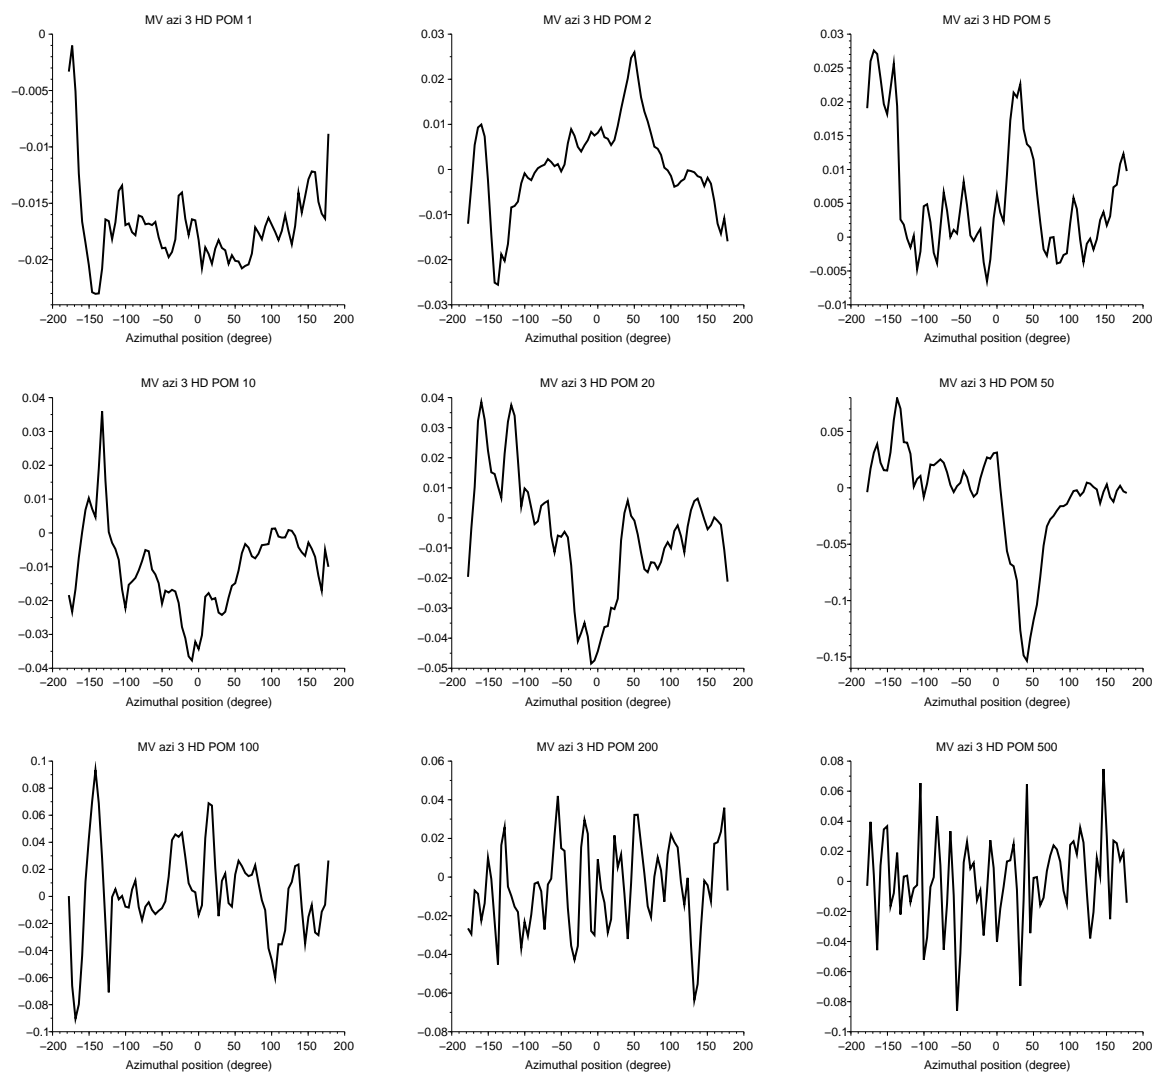 MV azi 3 HD POM 1
0
−0.005
−0.01
−0.015
−0.02
−200 −150 −100 −50 0 50 100 150 200
Azimuthal position (degree)
MV azi 3 HD POM 2
0.03
0.02
0.01
0
−0.01
−0.02
−0.03
−200 −150 −100 −50 0 50 100 150 200
Azimuthal position (degree)
MV azi 3 HD POM 5
0.03
0.025
0.02
0.015
0.01
0.005
0
−0.005
−0.01
−200 −150 −100 −50 0 50 100 150 200
Azimuthal position (degree)
MV azi 3 HD POM 10
0.04
0.03
0.02
0.01
0
−0.01
−0.02
−0.03
−0.04
−200 −150 −100 −50 0 50 100 150 200
Azimuthal position (degree)
MV azi 3 HD POM 20
0.04
0.03
0.02
0.01
0
−0.01
−0.02
−0.03
−0.04
−0.05
−200 −150 −100 −50 0 50 100 150 200
Azimuthal position (degree)
MV azi 3 HD POM 50
0.05
0
−0.05
−0.1
−0.15
−200 −150 −100 −50 0 50 100 150 200
Azimuthal position (degree)
MV azi 3 HD POM 100
0.1
0.08
0.06
0.04
0.02
0
−0.02
−0.04
−0.06
−0.08
−0.1
−200 −150 −100 −50 0 50 100 150 200
Azimuthal position (degree)
MV azi 3 HD POM 200
0.06
0.04
0.02
0
−0.02
−0.04
−0.06
−0.08
−200 −150 −100 −50 0 50 100 150 200
Azimuthal position (degree)
MV azi 3 HD POM 500
0.08
0.06
0.04
0.02
0
−0.02
−0.04
−0.06
−0.08
−0.1
−200 −150 −100 −50 0 50 100 150 200
Azimuthal position (degree)